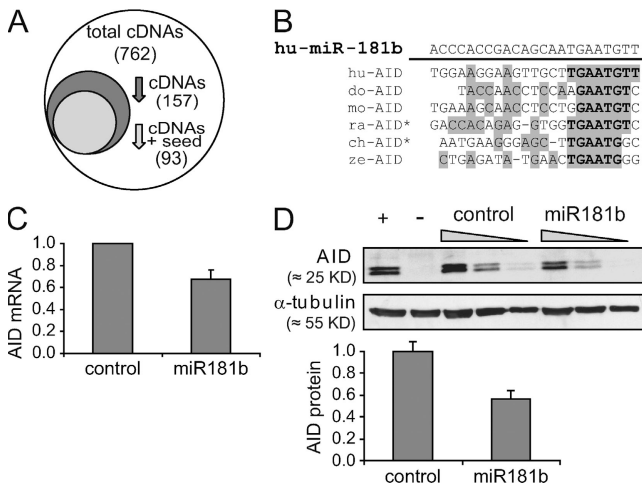 A
total cDNAs
(762)
cDNAs
(157)
cDNAs
+ seed
(93)
B
hu-miR-181b ACCCACCGACAGCAATGAATGTT
hu-AID TGGAAGGAAGTTGCTTGAATGTT
do-AID TACCAACCTCCAAGAATGTC
mo-AID TGAAAGCAACCTCCTGGAATGTT
ra-AID* GACCACAGAG-GTGGTGAATGTC
ch-AID* AATGAAGGGAGC-TTGAATGGC
ze-AID CTGAGATA-TGAACTGAATGGC
C
AID mRNA
1.0
0.8
0.6
0.4
0.2
0.0
control miR181b
D
+ - control miR181b
AID
(≈ 25 KD)
α-tubulin
(≈ 55 KD)
AID protein
1.0
0.8
0.6
0.4
0.2
0.0
control miR181b